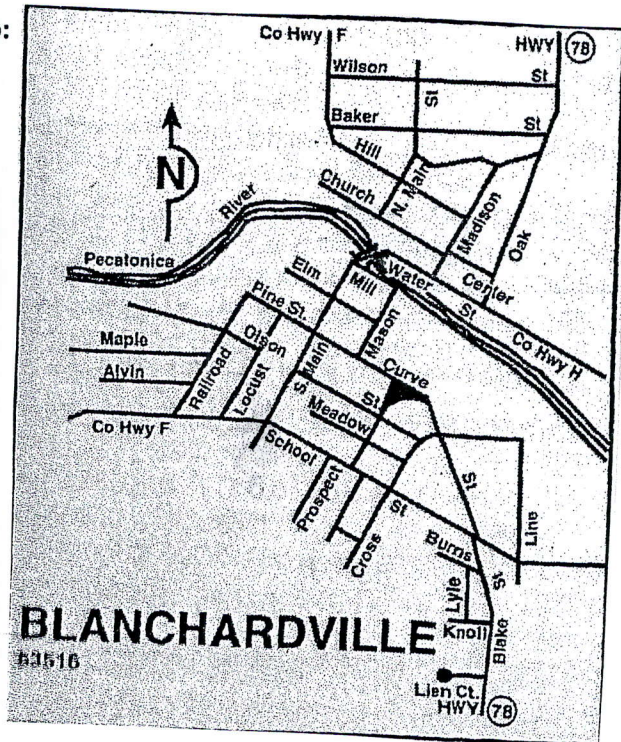 Co Hwy F
HWY 78
Wilson St
St
Baker St
Hill
Church
N. Main
Madison
Oak
N
River
Pecatonica
Elm
Mill
Water St
Center
Co Hwy H
Pine St.
Mason
Maple
Olson
Alvin
Railroad
Locust
S Main
Curve
St
Meadow
Co Hwy F
School St
Prospect
Cross
St
Line
Burns
St
Lyle
Knoll
Blake
BLANCHARDVILLE
53516
Lien Ct.
HWY 78